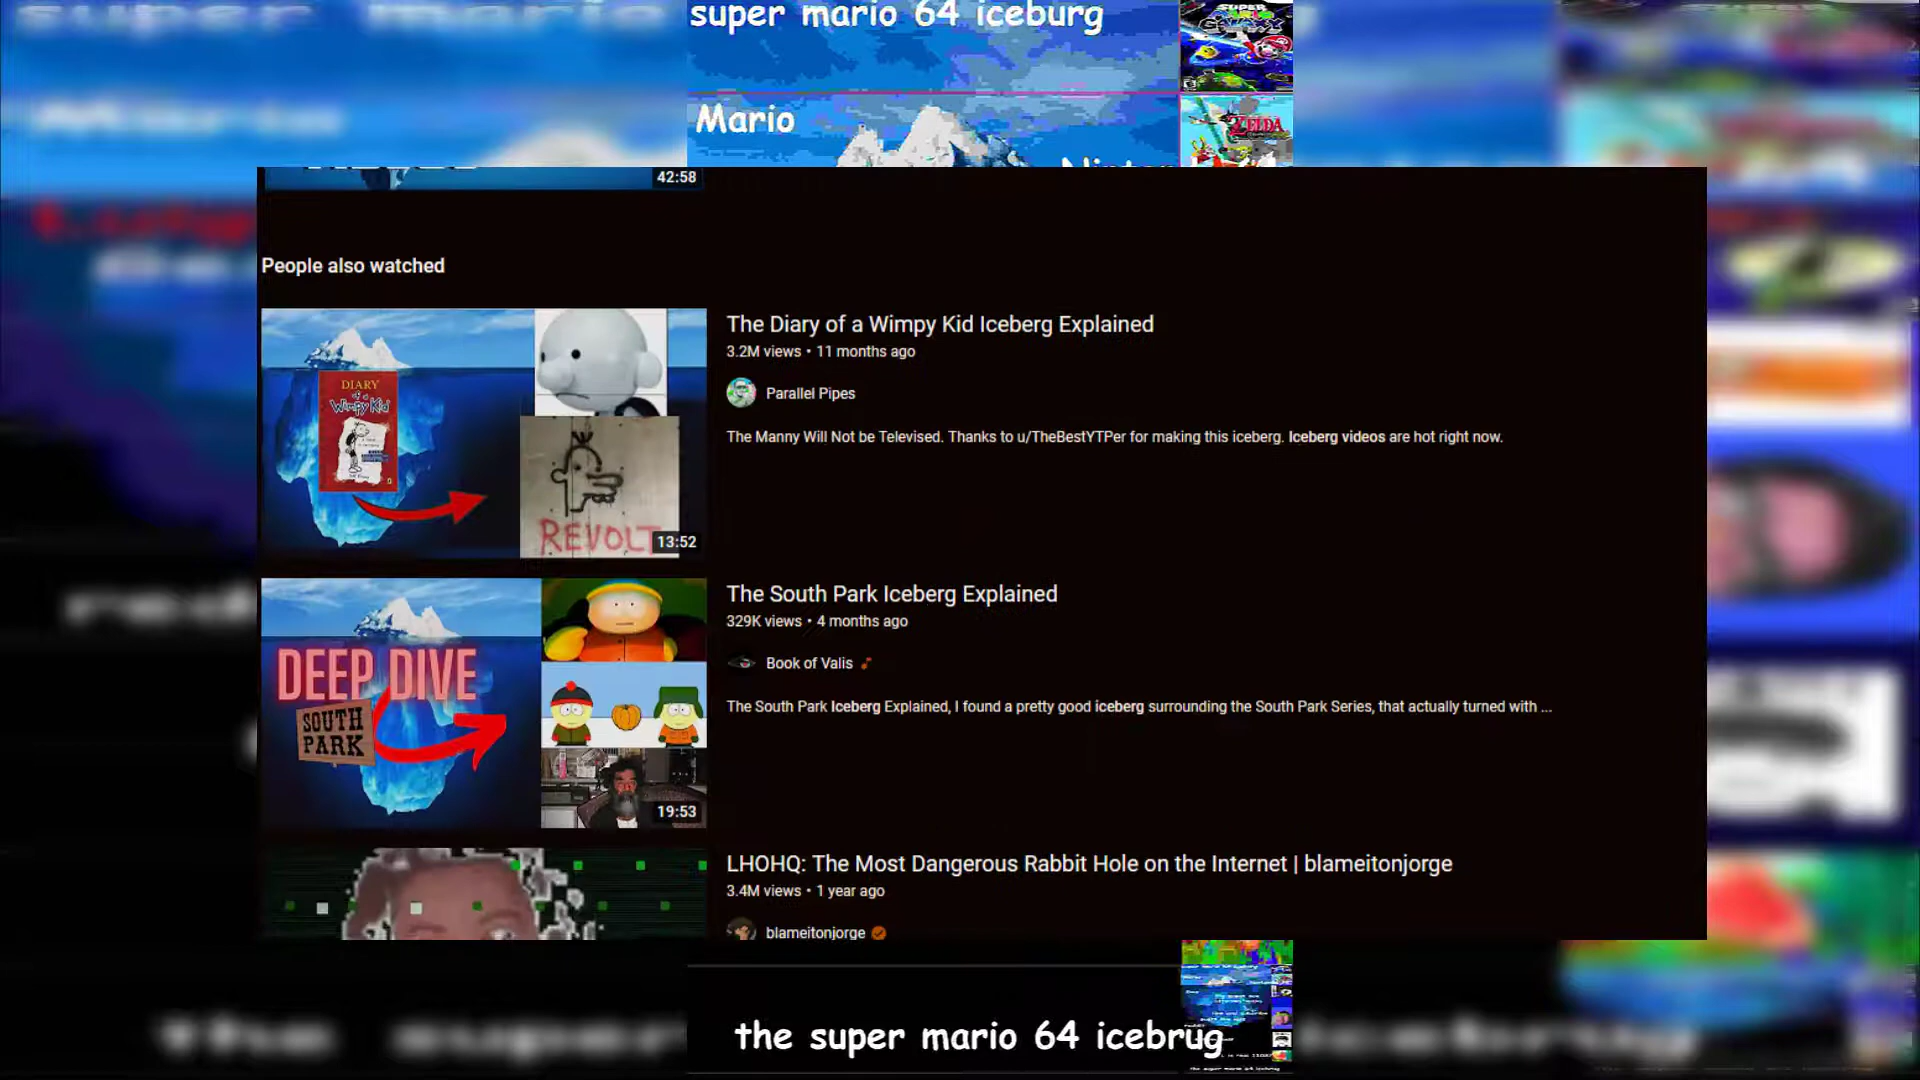 super mario 64 iceburg
SUPER
MARIO
GALAXY
Mario
ZELDA
42:58
People also watched
The Diary of a Wimpy Kid Iceberg Explained
3.2M views • 11 months ago
DIARY
of a
Wimpy Kid
Parallel Pipes
The Manny Will Not be Televised. Thanks to u/TheBestYTPer for making this iceberg. Iceberg videos are hot right now.
REVOLT
13:52
The South Park Iceberg Explained
329K views • 4 months ago
DEEP DIVE
Book of Valis
SOUTH
PARK
The South Park Iceberg Explained, I found a pretty good iceberg surrounding the South Park Series, that actually turned with ...
19:53
LHOHQ: The Most Dangerous Rabbit Hole on the Internet | blameitonjorge
3.4M views • 1 year ago
blameitonjorge
the super mario 64 icebrug